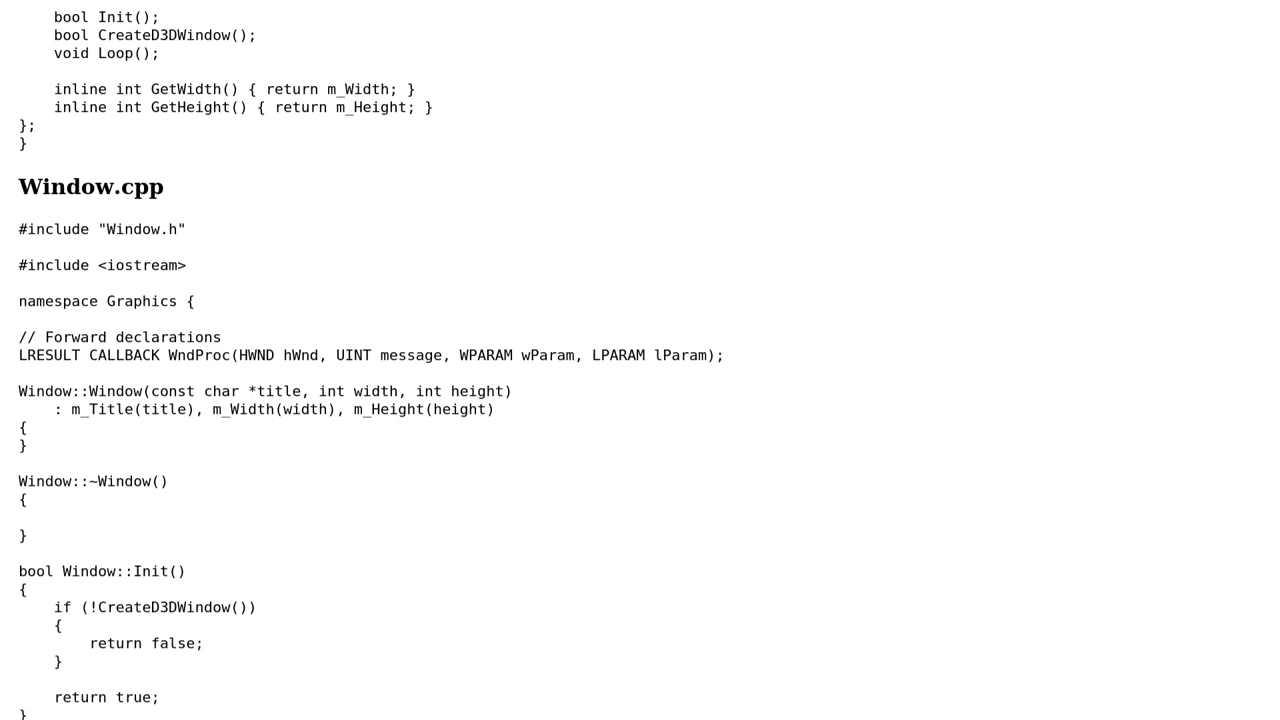 bool Init();
    bool CreateD3DWindow();
    void Loop();

    inline int GetWidth() { return m_Width; }
    inline int GetHeight() { return m_Height; }
};
}

Window.cpp

#include "Window.h"

#include <iostream>

namespace Graphics {

// Forward declarations
LRESULT CALLBACK WndProc(HWND hWnd, UINT message, WPARAM wParam, LPARAM lParam);

Window::Window(const char *title, int width, int height)
    : m_Title(title), m_Width(width), m_Height(height)
{
}

Window::~Window()
{

}

bool Window::Init()
{
    if (!CreateD3DWindow())
    {
        return false;
    }

    return true;
}